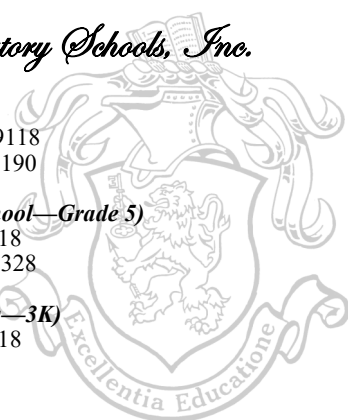 tory Schools, Inc.
9118
190
ool—Grade 5)
18
328
—3K)
18
Excellentia Educatione